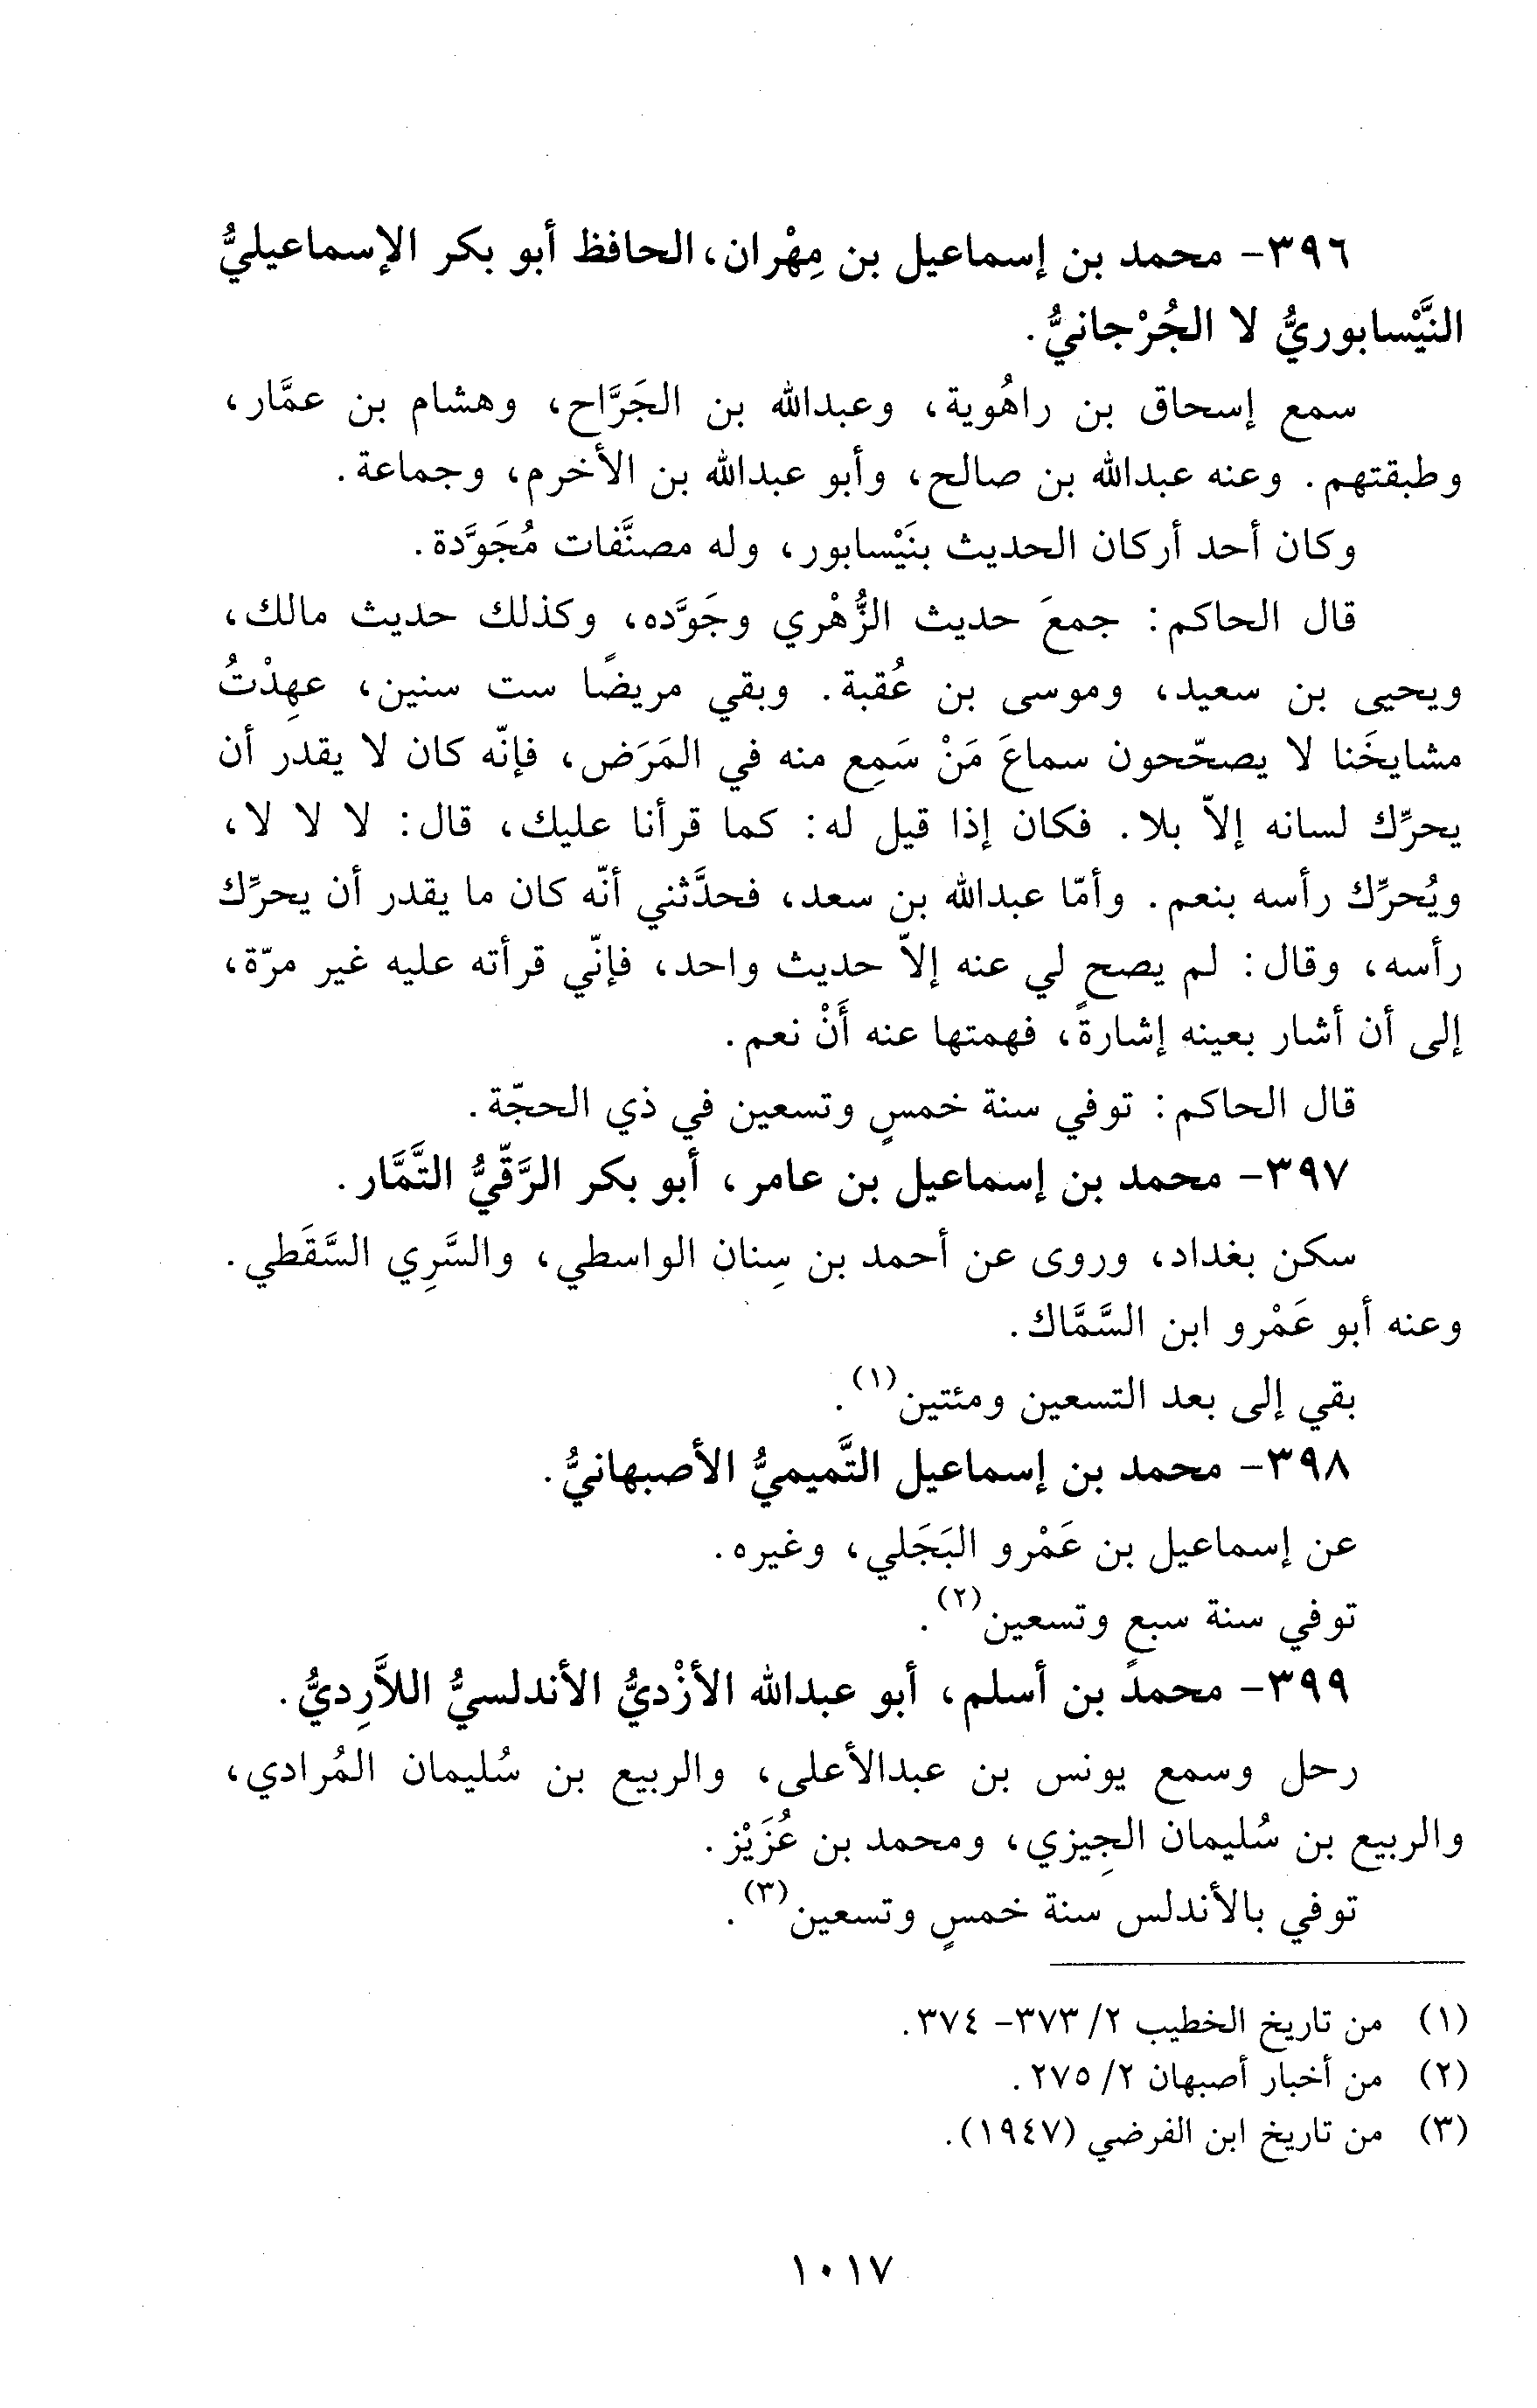 ٣٩٦- محمد بن إسماعيل بن مِهْران، الحافظ أبو بكر الإسماعيليُّ
النَّيْسابوريُّ لا الجُرْجانيُّ.
سمع إسحاق بن راهُوية، وعبدالله بن الجَرَّاح، وهشام بن عمَّار،
وطبقتهم. وعنه عبدالله بن صالح، وأبو عبدالله بن الأخرم، وجماعة.
وكان أحد أركان الحديث بنَيْسابور، وله مصنَّفات مُجَوَّدة.
قال الحاكم: جمعَ حديث الزُّهْري وجَوَّده، وكذلك حديث مالك،
ويحيى بن سعيد، وموسى بن عُقبة. وبقي مريضًا ست سنين، عهِدْتُ
مشايخَنا لا يصحّحون سماعَ مَنْ سَمِع منه في المَرَض، فإنّه كان لا يقدر أن
يحرِّك لسانه إلاّ بلا. فكان إذا قيل له: كما قرأنا عليك، قال: لا لا لا،
ويُحرِّك رأسه بنعم. وأمّا عبدالله بن سعد، فحدَّثني أنّه كان ما يقدر أن يحرِّك
رأسه، وقال: لم يصح لي عنه إلاّ حديث واحد، فإنّي قرأته عليه غير مرّة،
إلى أن أشار بعينه إشارةً، فهمتها عنه أَنْ نعم.
قال الحاكم: توفي سنة خمسٍ وتسعين في ذي الحجّة.
٣٩٧- محمد بن إسماعيل بن عامر، أبو بكر الرَّقّيُّ التَّمَّار.
سكن بغداد، وروى عن أحمد بن سِنان الواسطي، والسَّرِي السَّقَطي.
وعنه أبو عَمْرو ابن السَّمَّاك.
بقي إلى بعد التسعين ومئتين(١).
٣٩٨- محمد بن إسماعيل التَّميميُّ الأصبهانيُّ.
عن إسماعيل بن عَمْرو البَجَلي، وغيره.
توفي سنة سبعٍ وتسعين(٢).
٣٩٩- محمد بن أسلم، أبو عبدالله الأزْديُّ الأندلسيُّ اللاَّرِديُّ.
رحل وسمع يونس بن عبدالأعلى، والربيع بن سُليمان المُرادي،
والربيع بن سُليمان الجِيزي، ومحمد بن عُزَيْز.
توفي بالأندلس سنة خمسٍ وتسعين(٣).
(١) من تاريخ الخطيب ٢/ ٣٧٣- ٣٧٤.
(٢) من أخبار أصبهان ٢/ ٢٧٥.
(٣) من تاريخ ابن الفرضي (١٩٤٧).
١٠١٧